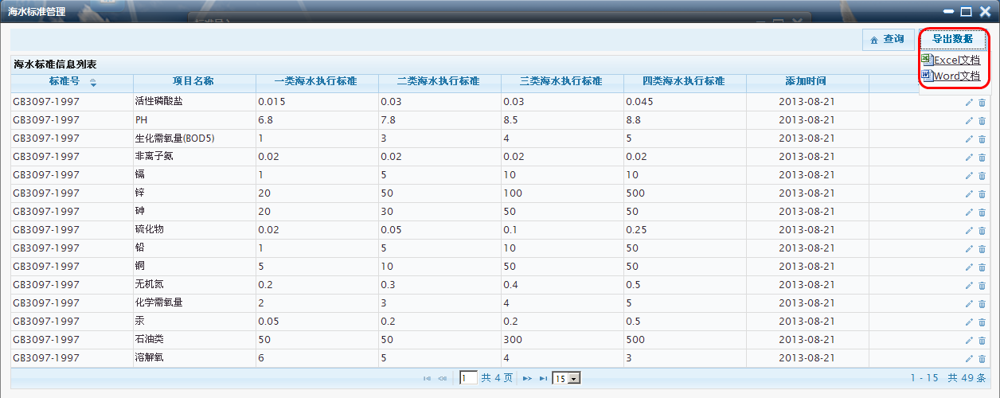 海水标准管理
查询 导出数据
Excel文档
Word文档
海水标准信息列表
标准号 项目名称 一类海水执行标准 二类海水执行标准 三类海水执行标准 四类海水执行标准 添加时间
GB3097-1997 活性磷酸盐 0.015 0.03 0.03 0.045 2013-08-21
GB3097-1997 PH 6.8 7.8 8.5 8.8 2013-08-21
GB3097-1997 生化需氧量(BOD5) 1 3 4 5 2013-08-21
GB3097-1997 非离子氨 0.02 0.02 0.02 0.02 2013-08-21
GB3097-1997 镉 1 5 10 10 2013-08-21
GB3097-1997 锌 20 50 100 500 2013-08-21
GB3097-1997 砷 20 30 50 50 2013-08-21
GB3097-1997 硫化物 0.02 0.05 0.1 0.25 2013-08-21
GB3097-1997 铅 1 5 10 50 2013-08-21
GB3097-1997 铜 5 10 50 50 2013-08-21
GB3097-1997 无机氮 0.2 0.3 0.4 0.5 2013-08-21
GB3097-1997 化学需氧量 2 3 4 5 2013-08-21
GB3097-1997 汞 0.05 0.2 0.2 0.5 2013-08-21
GB3097-1997 石油类 50 50 300 500 2013-08-21
GB3097-1997 溶解氧 6 5 4 3 2013-08-21
1 共 4 页 15 1 - 15 共 49 条